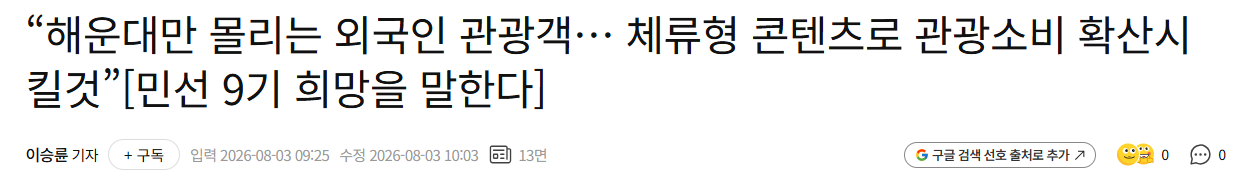 “해운대만 몰리는 외국인 관광객… 체류형 콘텐츠로 관광소비 확산시
킬것”[민선 9기 희망을 말한다]
이승륜 기자 + 구독 입력 2026-08-03 09:25 수정 2026-08-03 10:03 13면 G 구글 검색 선호 출처로 추가 ↗ 0 0